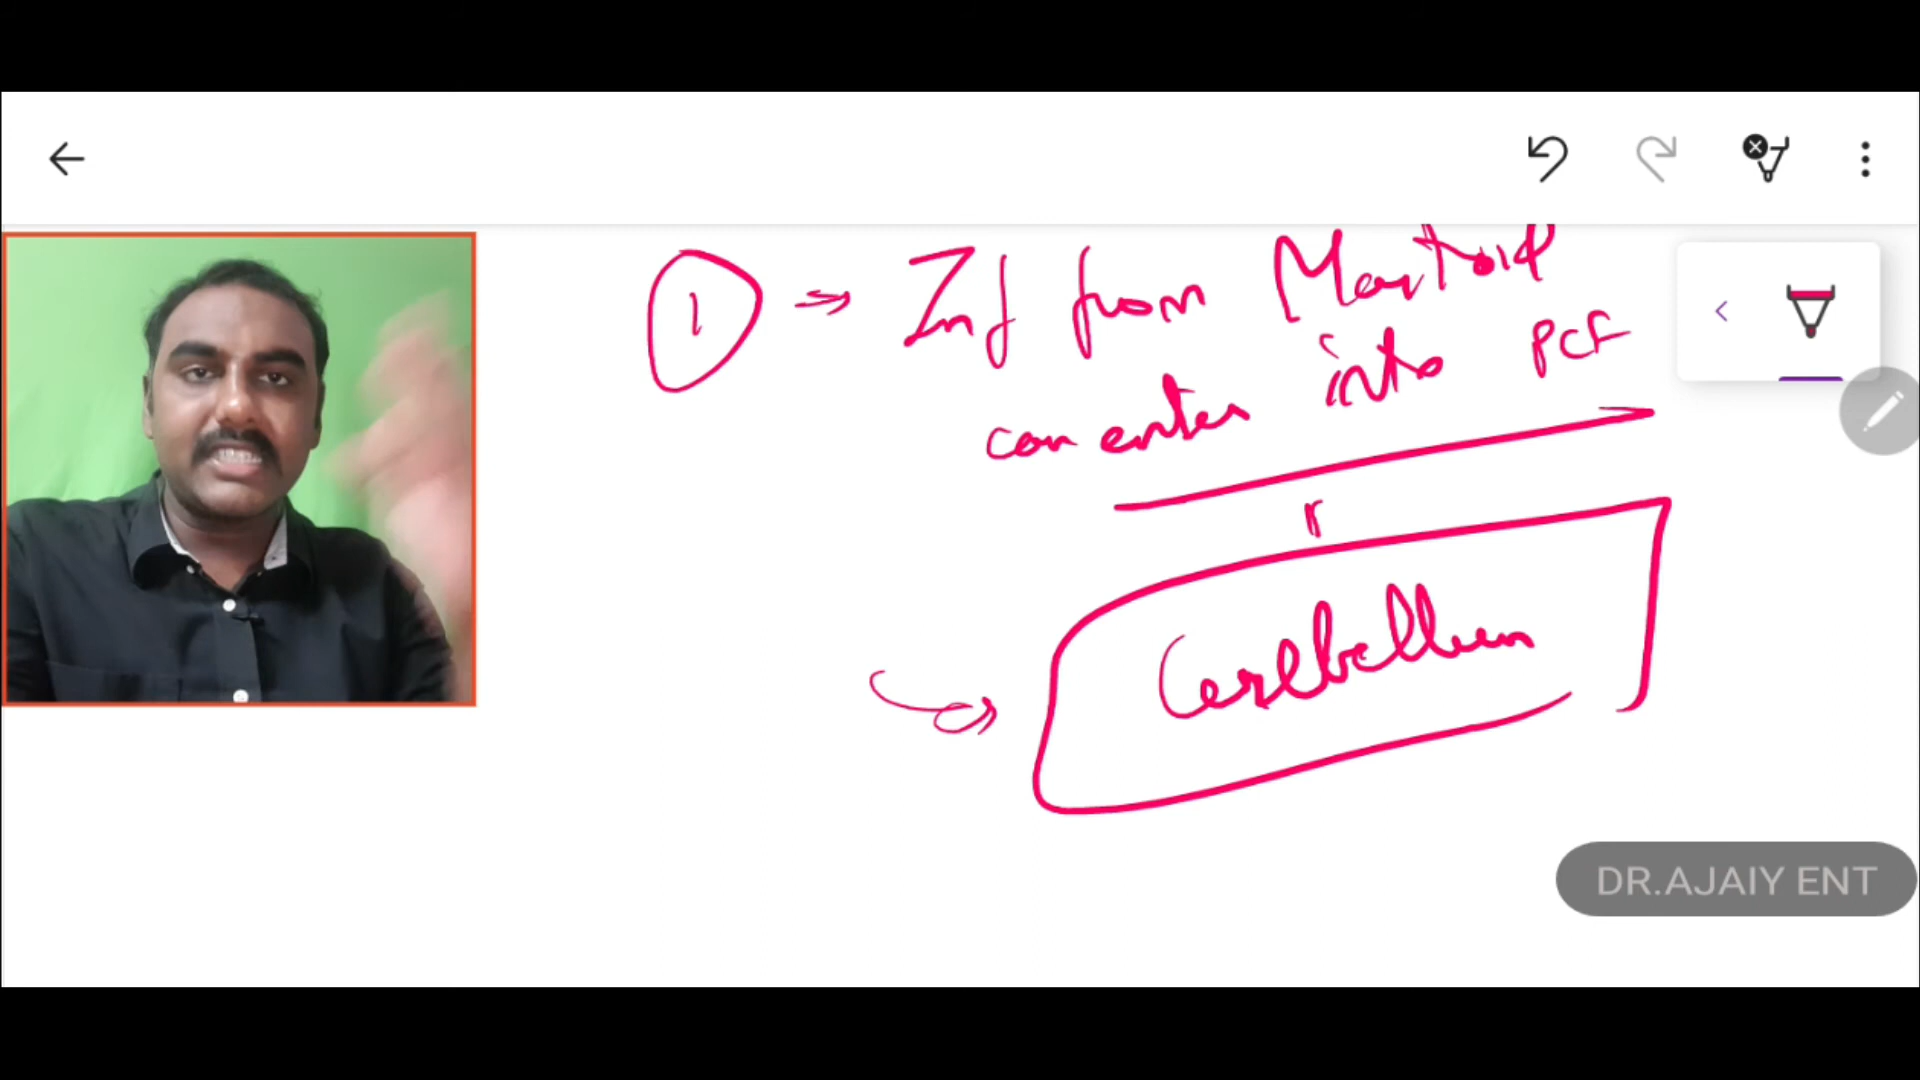 1 ⇒ Inf from Mastoid
can enter into PCF
Cerebellum
DR.AJAIY ENT